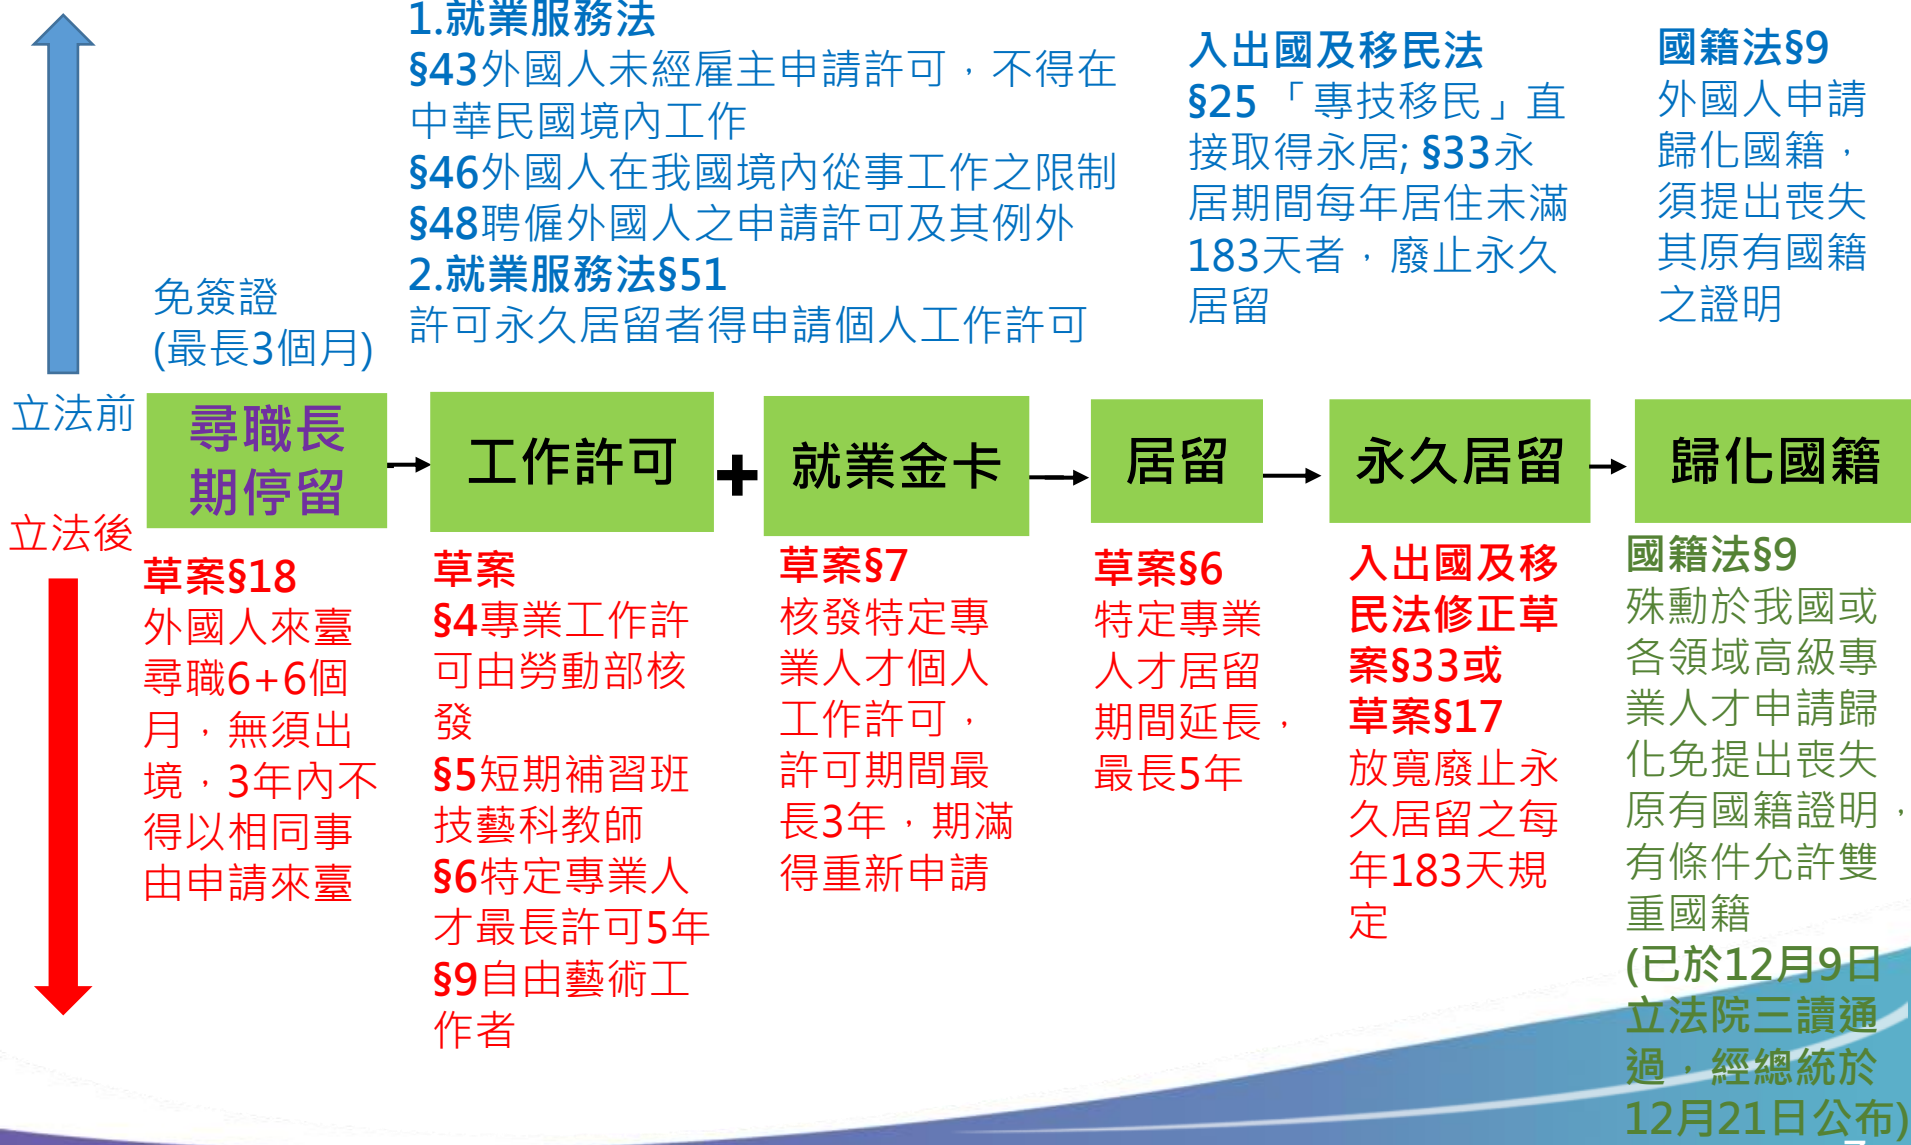 1.就業服務法
§43外國人未經雇主申請許可，不得在
中華民國境內工作
§46外國人在我國境內從事工作之限制
§48聘僱外國人之申請許可及其例外
2.就業服務法§51
許可永久居留者得申請個人工作許可
入出國及移民法
§25「專技移民」直
接取得永居; §33永
居期間每年居住未滿
183天者，廢止永久
居留
國籍法§9
外國人申請
歸化國籍，
須提出喪失
其原有國籍
之證明
免簽證
(最長3個月)
立法前
尋職長
期停留
工作許可
+
就業金卡
居留
永久居留
歸化國籍
立法後
草案§18
外國人來臺
尋職6+6個
月，無須出
境，3年內不
得以相同事
由申請來臺
草案
§4專業工作許
可由勞動部核
發
§5短期補習班
技藝科教師
§6特定專業人
才最長許可5年
§9自由藝術工
作者
草案§7
核發特定專
業人才個人
工作許可，
許可期間最
長3年，期滿
得重新申請
草案§6
特定專業
人才居留
期間延長，
最長5年
入出國及移
民法修正草
案§33或
草案§17
放寬廢止永
久居留之每
年183天規
定
國籍法§9
殊勳於我國或
各領域高級專
業人才申請歸
化免提出喪失
原有國籍證明，
有條件允許雙
重國籍
(已於12月9日
立法院三讀通
過，經總統於
12月21日公布)